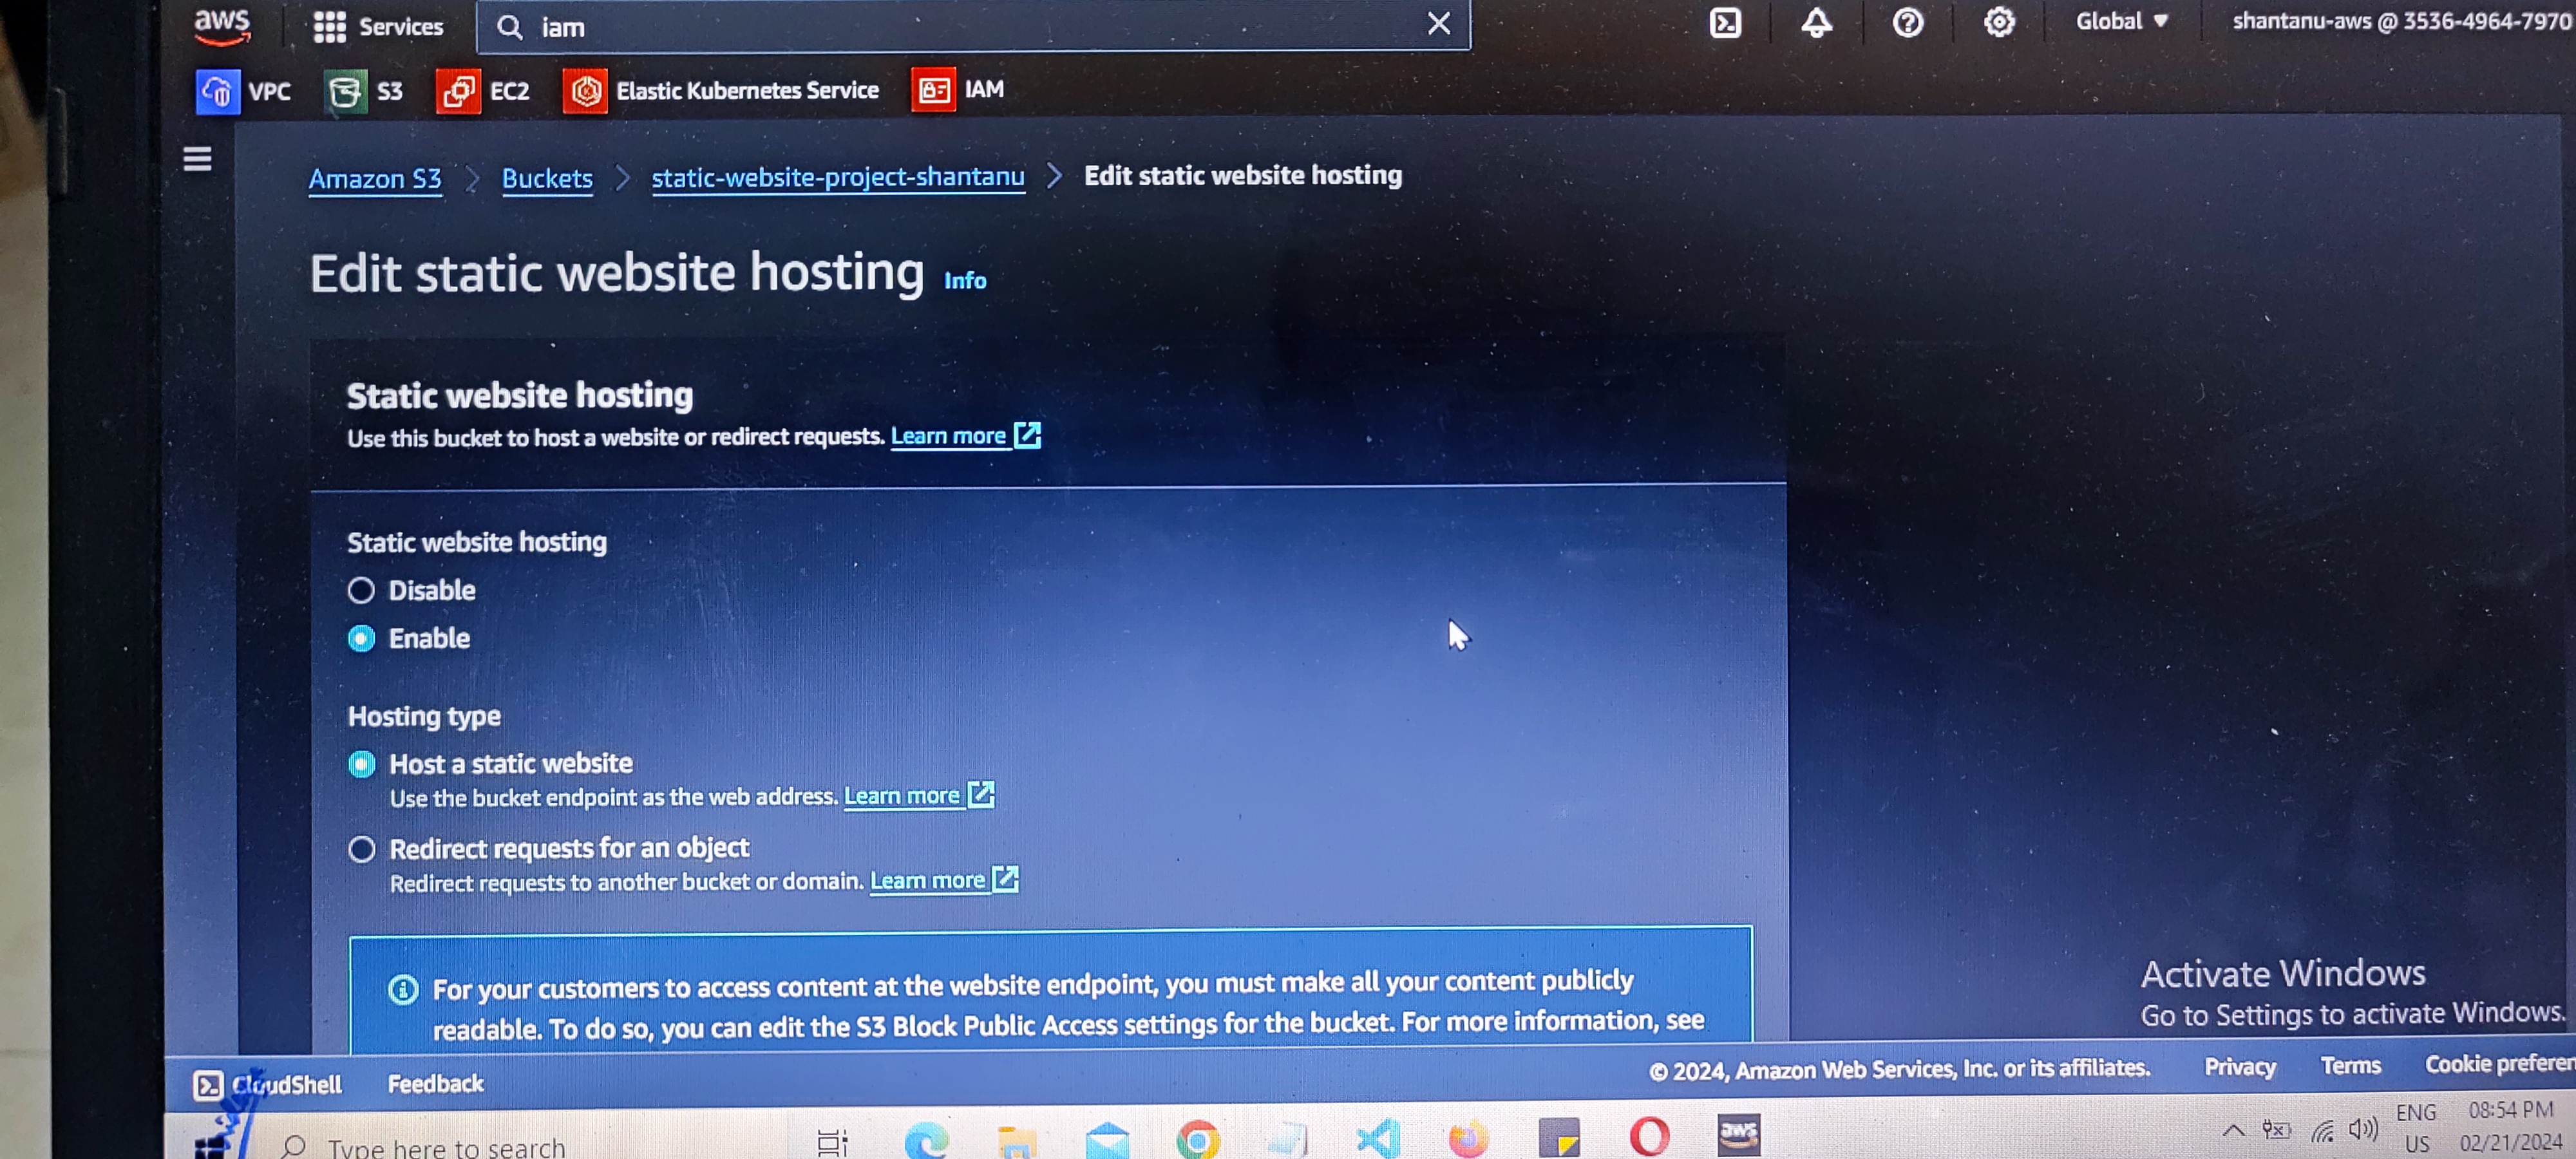 aws Services iam Global shantanu-aws @ 3536-4964-7970
VPC S3 EC2 Elastic Kubernetes Service IAM
Amazon S3 Buckets static-website-project-shantanu Edit static website hosting
Edit static website hosting Info
Static website hosting
Use this bucket to host a website or redirect requests. Learn more
Static website hosting
Disable
Enable
Hosting type
Host a static website
Use the bucket endpoint as the web address. Learn more
Redirect requests for an object
Redirect requests to another bucket or domain. Learn more
For your customers to access content at the website endpoint, you must make all your content publicly
readable. To do so, you can edit the S3 Block Public Access settings for the bucket. For more information, see
Activate Windows
Go to Settings to activate Windows.
CloudShell Feedback © 2024, Amazon Web Services, Inc. or its affiliates. Privacy Terms Cookie preferen
Type here to search aws ENG 08:54 PM
US 02/21/2024